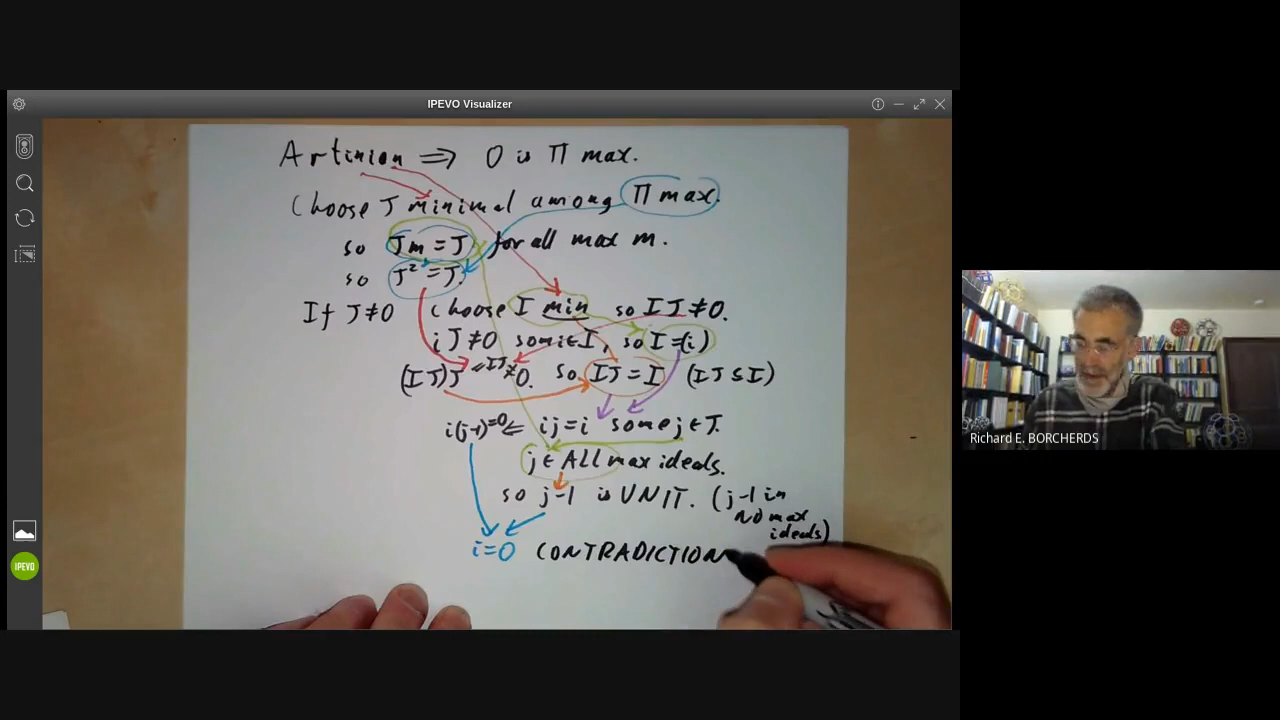 IPEVO Visualizer
Artinian ⇒ 0 is Π max.
Choose J minimal among Π max.
so Jm = J for all max m.
so J² = J.
If J≠0 choose I min so IJ≠0.
iJ≠0 some i∈I, so I=(i)
(IJ)J = IJ ≠0. so IJ=I (IJ⊆I)
i(j-1)=0 ⇐ ij=i some j∈J.
j∈ALL max ideals.
so j-1 is UNIT. (j-1 in
NO max
ideals)
i=0 CONTRADICTION
IPEVO
Richard E. BORCHERDS